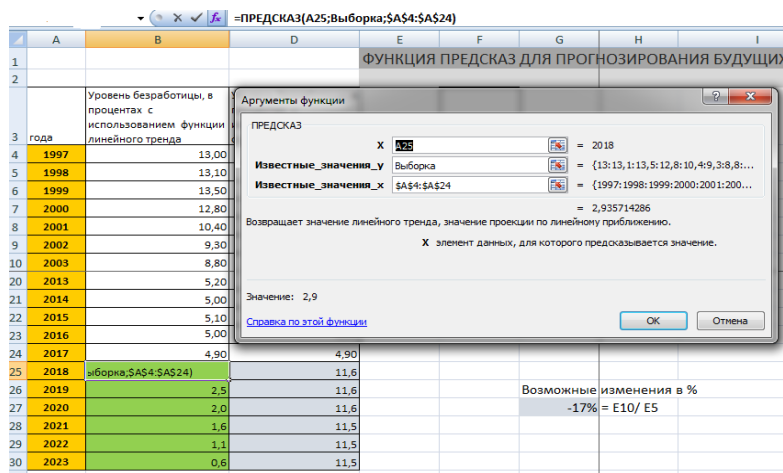 =ПРЕДСКАЗ(A25;Выборка;$A$4:$A$24)
A B D E F G H I
1 ФУНКЦИЯ ПРЕДСКАЗ ДЛЯ ПРОГНОЗИРОВАНИЯ БУДУЩИХ
2
Уровень безработицы, в
процентах с
использованием функции
3 года линейного тренда
4 1997 13,00
5 1998 13,10
6 1999 13,50
7 2000 12,80
8 2001 10,40
9 2002 9,30
10 2003 8,80
20 2013 5,20
21 2014 5,00
22 2015 5,10
23 2016 5,00
24 2017 4,90 4,90
25 2018 ыборка;$A$4:$A$24) 11,6
26 2019 2,5 11,6 Возможные изменения в %
27 2020 2,0 11,6 -17% = E10/ E5
28 2021 1,6 11,5
29 2022 1,1 11,5
30 2023 0,6 11,5
Аргументы функции
ПРЕДСКАЗ
X A25 = 2018
Известные_значения_y Выборка = {13:13,1:13,5:12,8:10,4:9,3:8,8:...
Известные_значения_x $A$4:$A$24 = {1997:1998:1999:2000:2001:200...
= 2,935714286
Возвращает значение линейного тренда, значение проекции по линейному приближению.
X элемент данных, для которого предсказывается значение.
Значение: 2,9
Справка по этой функции
OK Отмена